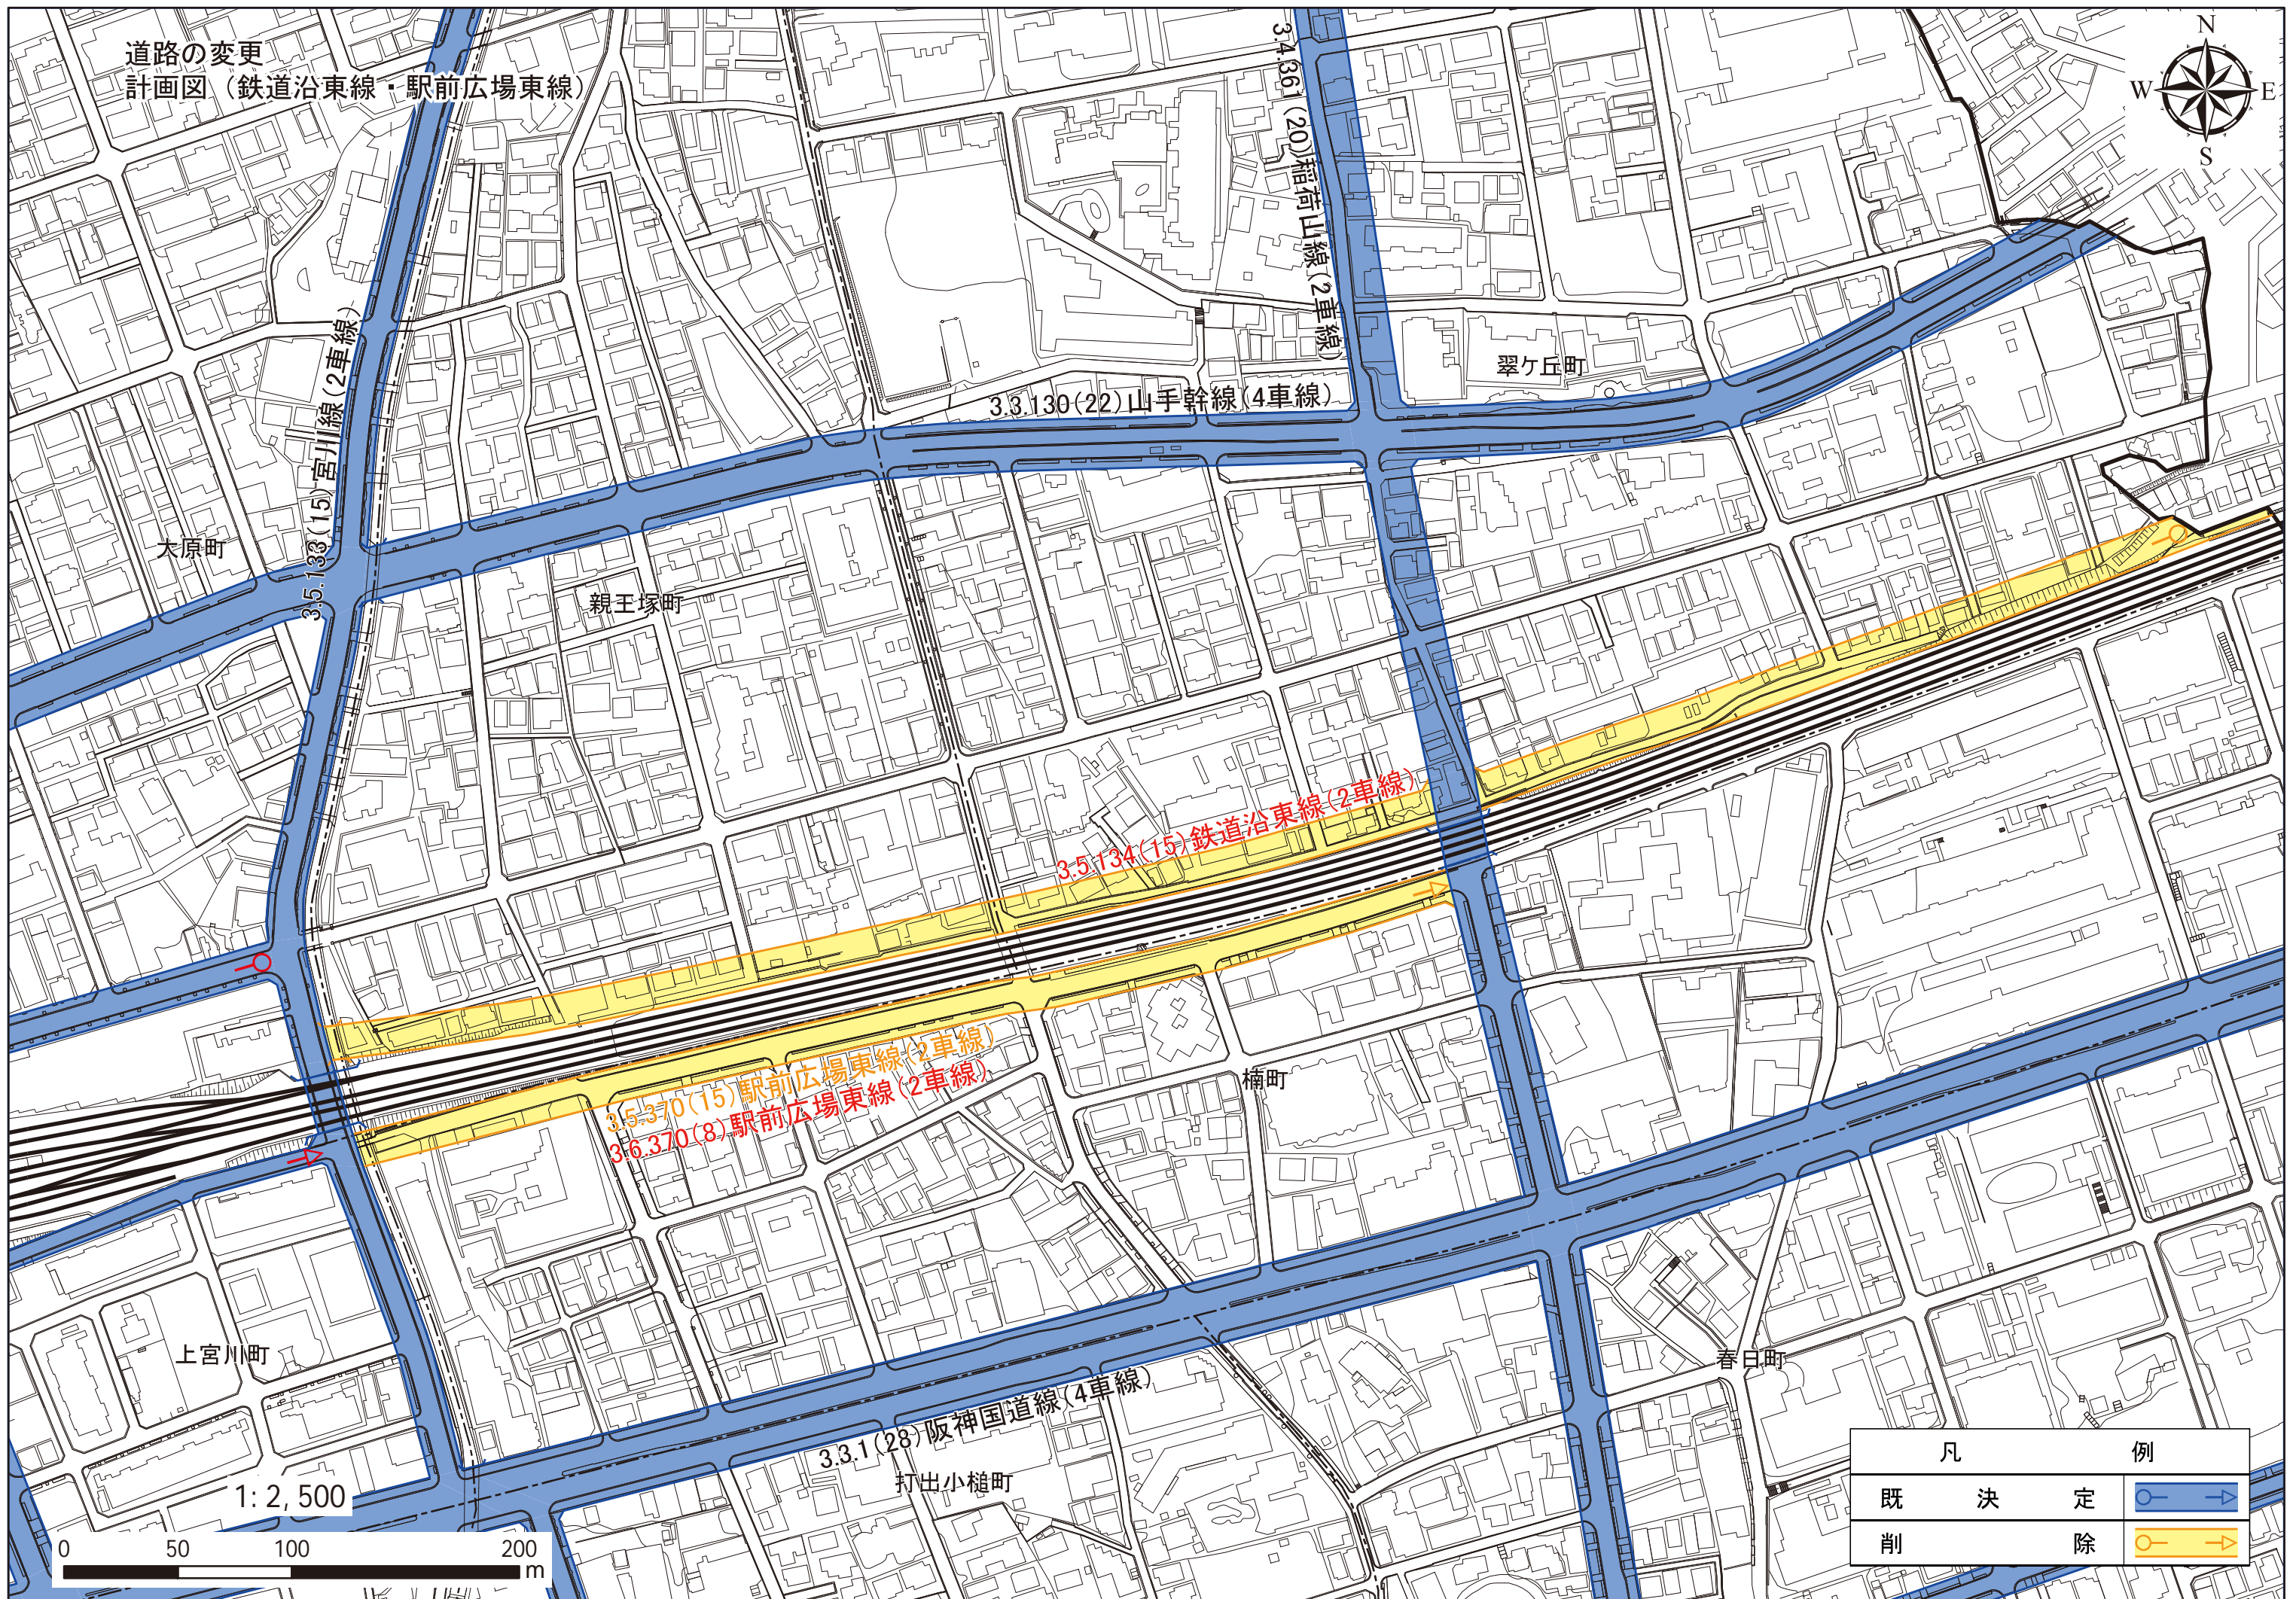 道路の変更
計画図（鉄道沿東線・駅前広場東線）
N
W
E
S
3.4.361（20）稲荷山線（2車線）
3.5.133（15）宮川線（2車線）
翠ケ丘町
3.3.130（22）山手幹線（4車線）
大原町
親王塚町
3.5.134（15）鉄道沿東線（2車線）
3.5.370（15）駅前広場東線（2車線）
3.6.370（8）駅前広場東線（2車線）
楠町
上宮川町
春日町
3.3.1（28）阪神国道線（4車線）
打出小槌町
1: 2,500
0 50 100 200
m
凡例
既決定
削除